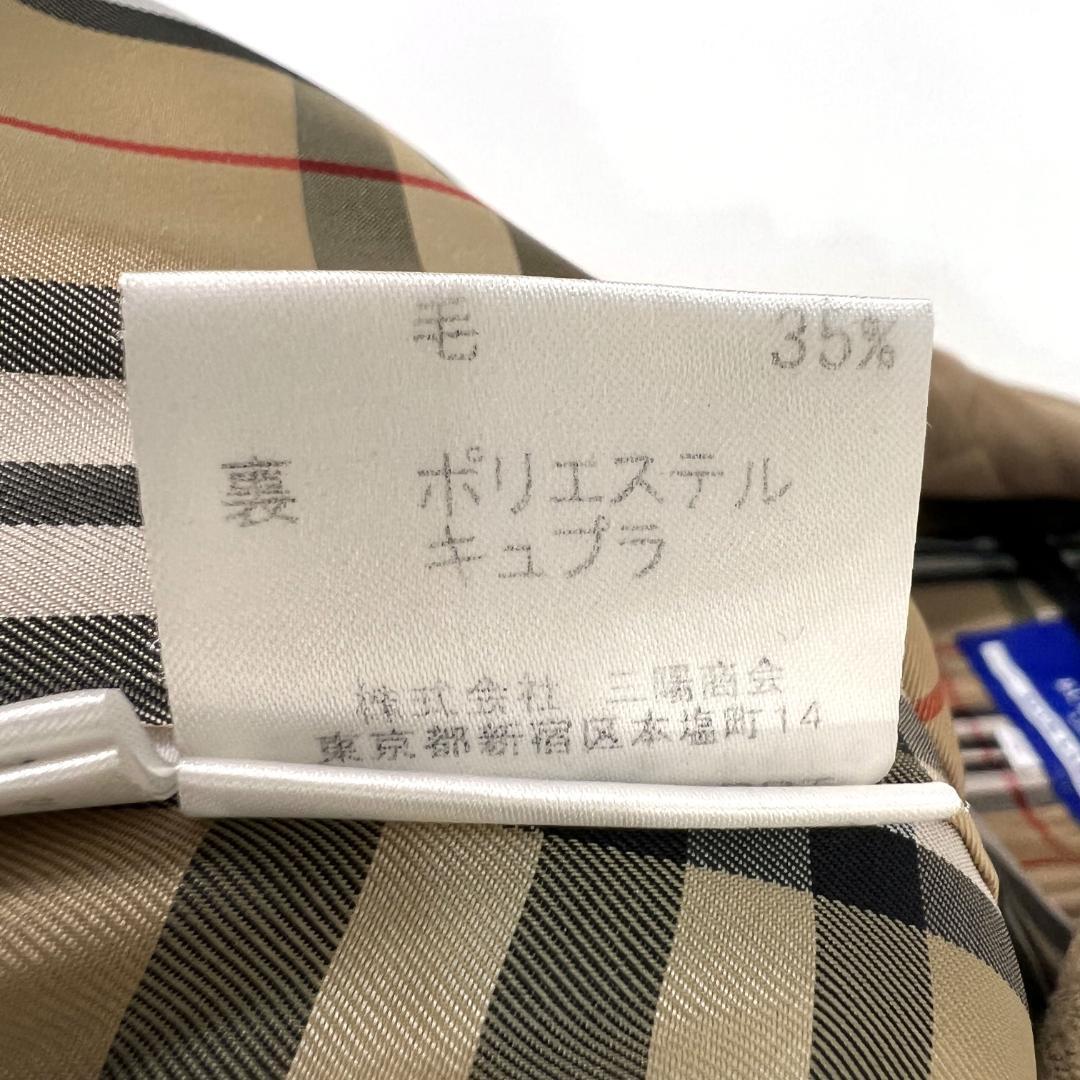 毛 35%
裏 ポリエステル
キュプラ
株式会社 三陽商会
東京都新宿区本塩町14